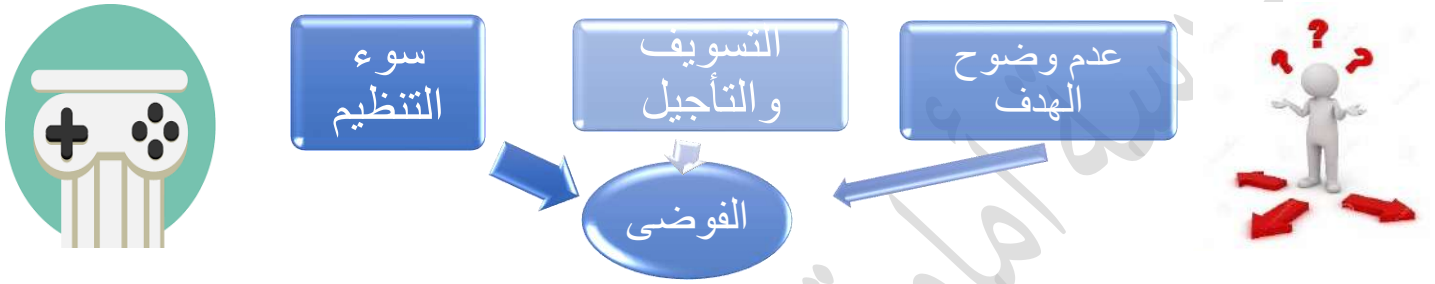 عدم وضوح
الهدف
التسويف
والتأجيل
سوء
التنظيم
الفوضى
? ? ?